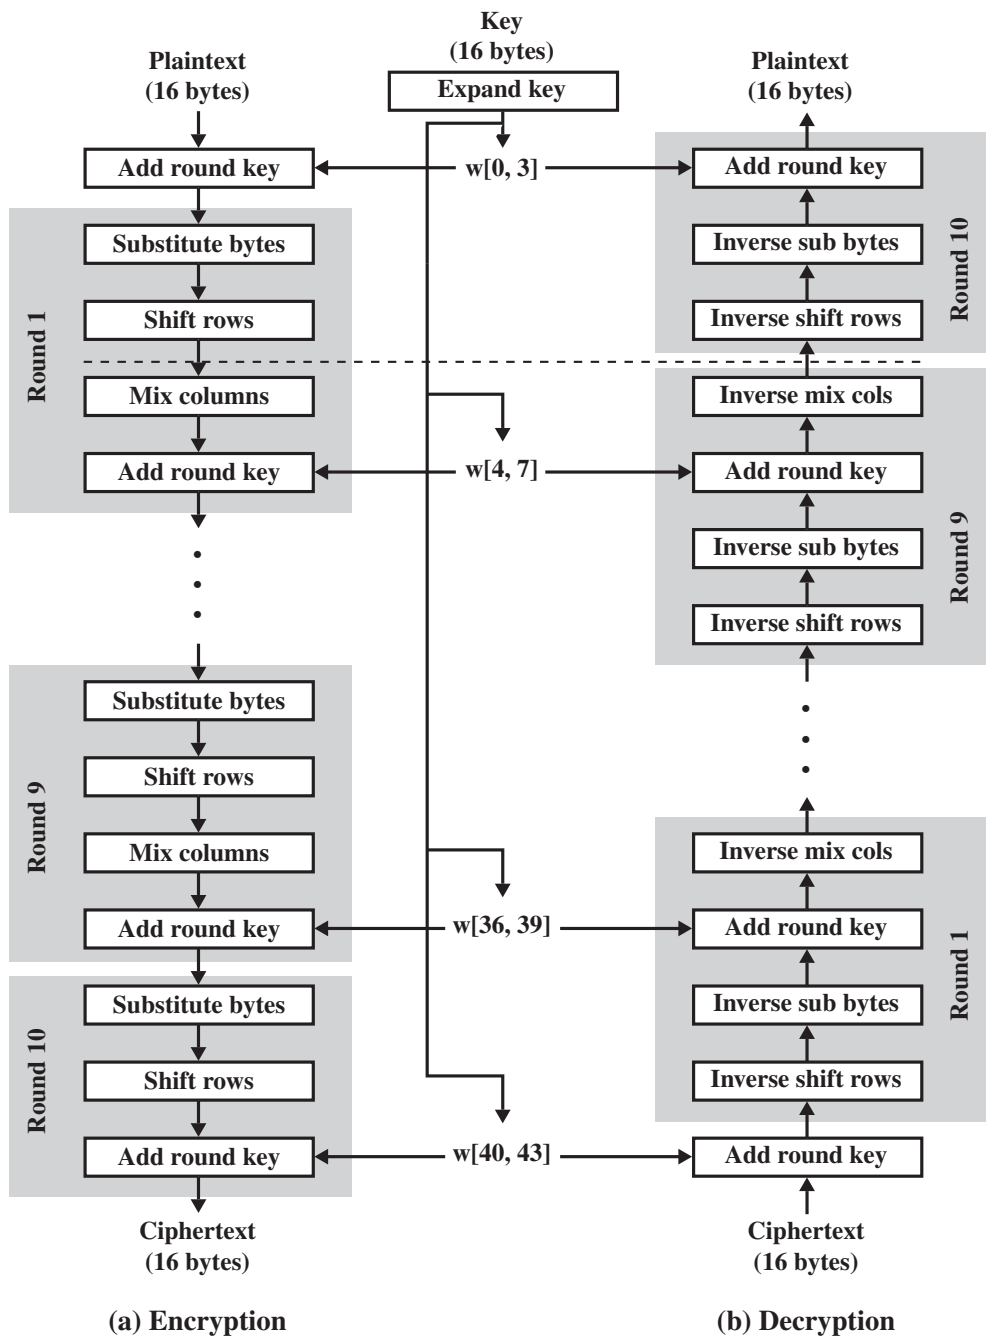 Key
(16 bytes)
Expand key
Plaintext
(16 bytes)
Add round key
Round 1
Substitute bytes
Shift rows
Mix columns
Add round key
Round 9
Substitute bytes
Shift rows
Mix columns
Add round key
Round 10
Substitute bytes
Shift rows
Add round key
Ciphertext
(16 bytes)
(a) Encryption
w[0, 3]
w[4, 7]
w[36, 39]
w[40, 43]
Plaintext
(16 bytes)
Add round key
Inverse sub bytes
Inverse shift rows
Round 10
Inverse mix cols
Add round key
Inverse sub bytes
Inverse shift rows
Round 9
Inverse mix cols
Add round key
Inverse sub bytes
Inverse shift rows
Round 1
Add round key
Ciphertext
(16 bytes)
(b) Decryption